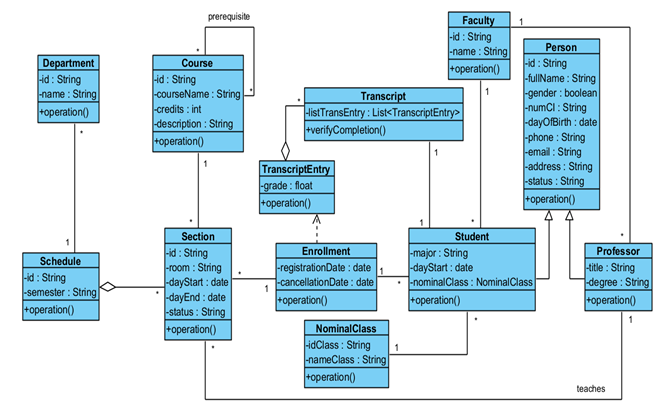 prerequisite
Department
-id : String
-name : String
+operation()
*
1
Course
-id : String
-courseName : String
-credits : int
-description : String
+operation()
*
*
1
*
Transcript
-listTransEntry : List<TranscriptEntry>
+verifyCompletion()
*
1
1
TranscriptEntry
-grade : float
+operation()
Faculty
-id : String
-name : String
+operation()
1
1
*
*
Person
-id : String
-fullName : String
-gender : boolean
-numCI : String
-dayOfBirth : date
-phone : String
-email : String
-address : String
-status : String
+operation()
Schedule
-id : String
-semester : String
+operation()
*
Section
-id : String
-room : String
-dayStart : date
-dayEnd : date
-status : String
+operation()
*
1
*
Enrollment
-registrationDate : date
-cancellationDate : date
+operation()
1
*
Student
-major : String
-dayStart : date
-nominalClass : NominalClass
+operation()
*
Professor
-title : String
-degree : String
+operation()
1
NominalClass
-idClass : String
-nameClass : String
+operation()
1
teaches